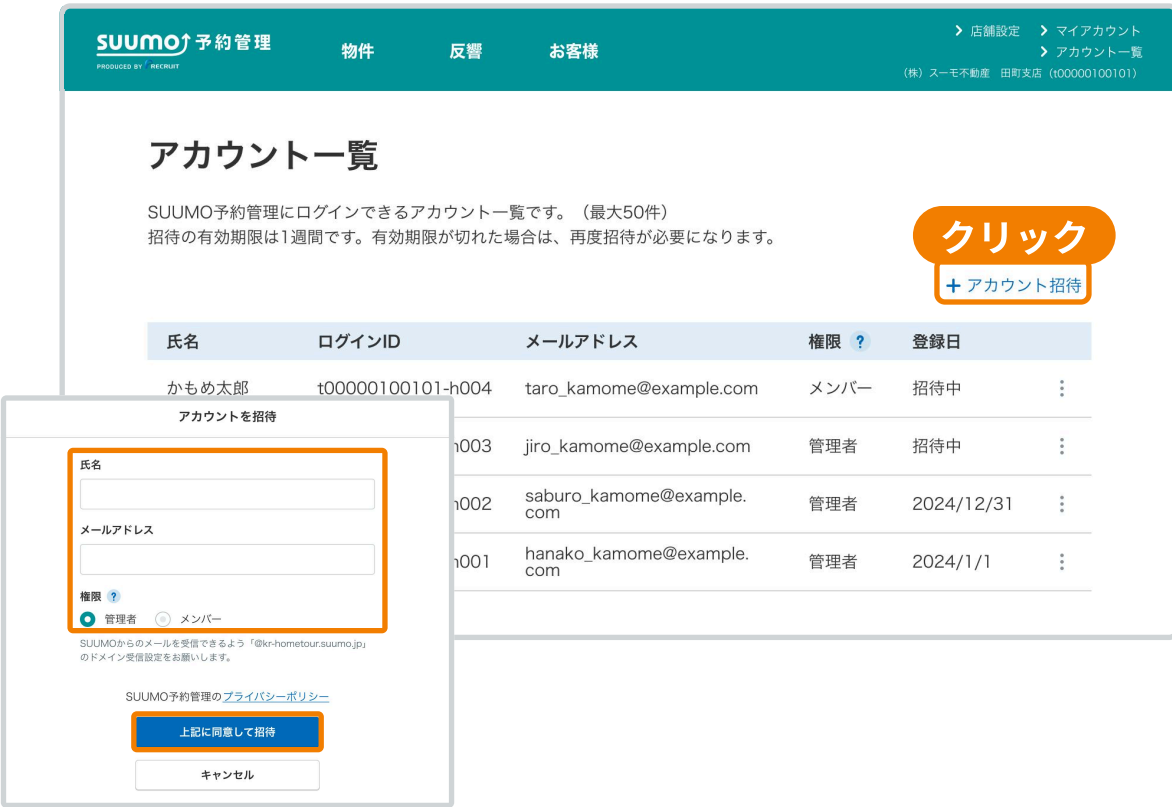 SUUMO 予約管理
PRODUCED BY RECRUIT
物件
反響
お客様
店舗設定
マイアカウント
アカウント一覧
(株) スーモ不動産 田町支店 (t00000100101)
アカウント一覧
SUUMO予約管理にログインできるアカウント一覧です。(最大50件)
招待の有効期限は1週間です。有効期限が切れた場合は、再度招待が必要になります。
クリック
+ アカウント招待
氏名 ログインID メールアドレス 権限 ? 登録日
かもめ太郎 t00000100101-h004 taro_kamome@example.com メンバー 招待中
h003 jiro_kamome@example.com 管理者 招待中
h002 saburo_kamome@example.
com 管理者 2024/12/31
h001 hanako_kamome@example.
com 管理者 2024/1/1
アカウントを招待
氏名
メールアドレス
権限 ?
管理者 メンバー
SUUMOからのメールを受信できるよう「@kr-hometour.suumo.jp」
のドメイン受信設定をお願いします。
SUUMO予約管理のプライバシーポリシー
上記に同意して招待
キャンセル